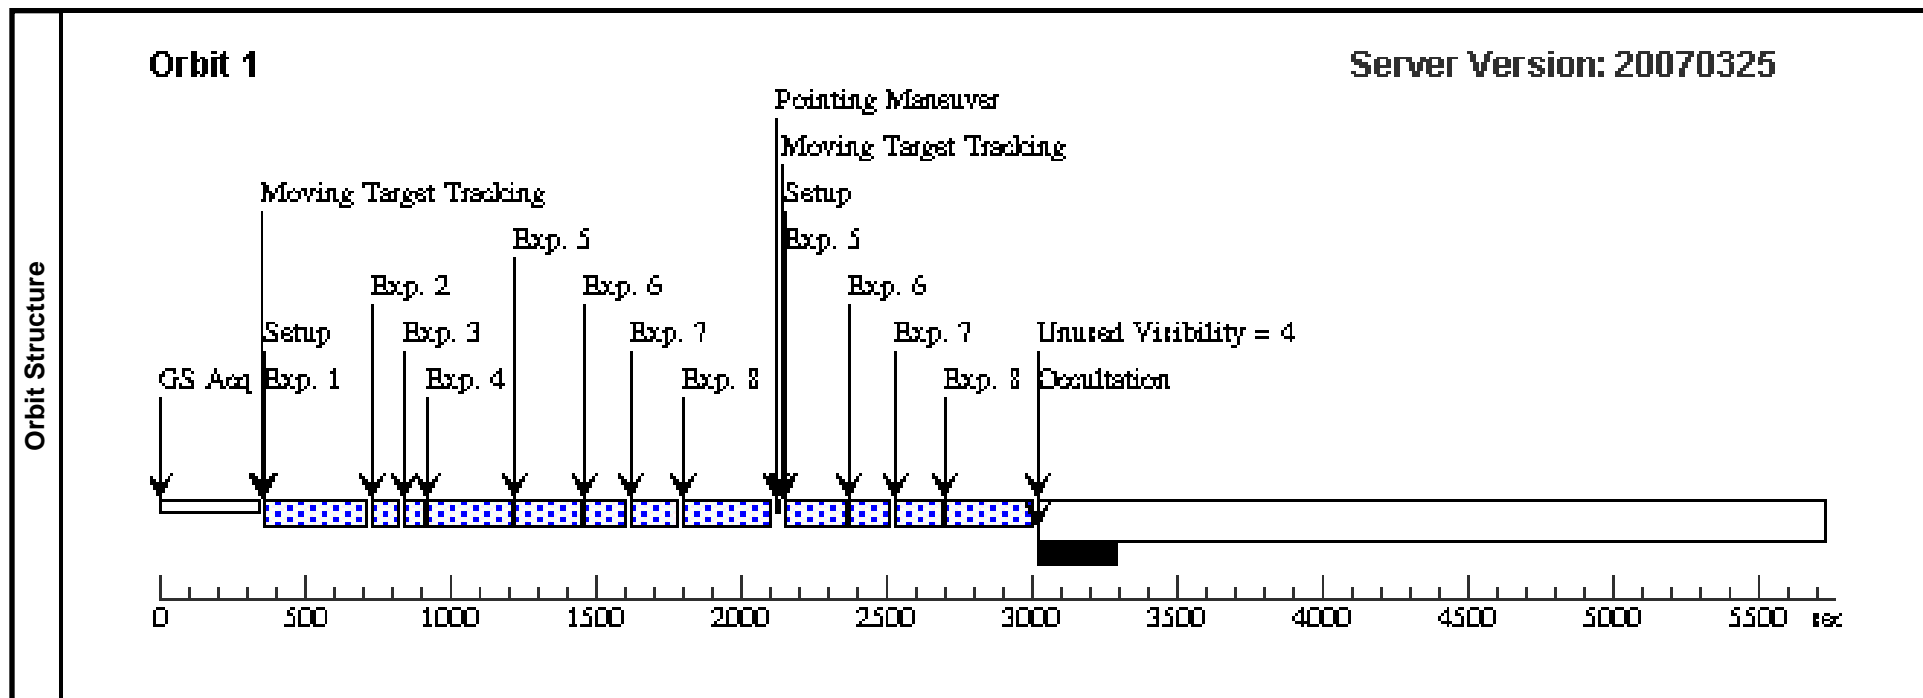 Orbit Structure
Orbit 1
Server Version: 20070325
Pointing Maneuver
Moving Target Tracking
Moving Target Tracking
Setup
Exp. 5
Exp. 5
Exp. 2
Exp. 6
Exp. 6
Setup
Exp. 3
Exp. 7
Exp. 7
Unused Visibility = 4
GS Acq
Exp. 1
Exp. 4
Exp. 8
Exp. 8
Occultation
0 500 1000 1500 2000 2500 3000 3500 4000 4500 5000 5500 sec